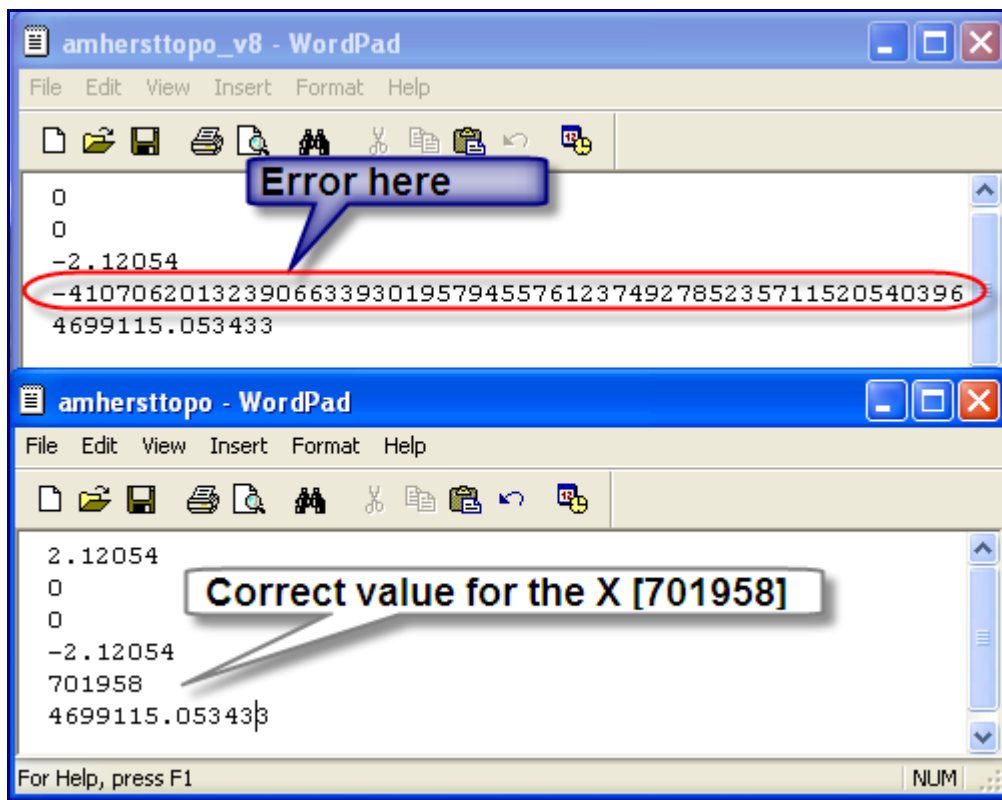 amhersttopo_v8 - WordPad
File Edit View Insert Format Help
Error here
0
0
-2.12054
-41070620132390663393019579455761237492785235711520540396
4699115.053433
amhersttopo - WordPad
File Edit View Insert Format Help
2.12054
0
Correct value for the X [701958]
0
-2.12054
701958
4699115.053433
For Help, press F1
NUM